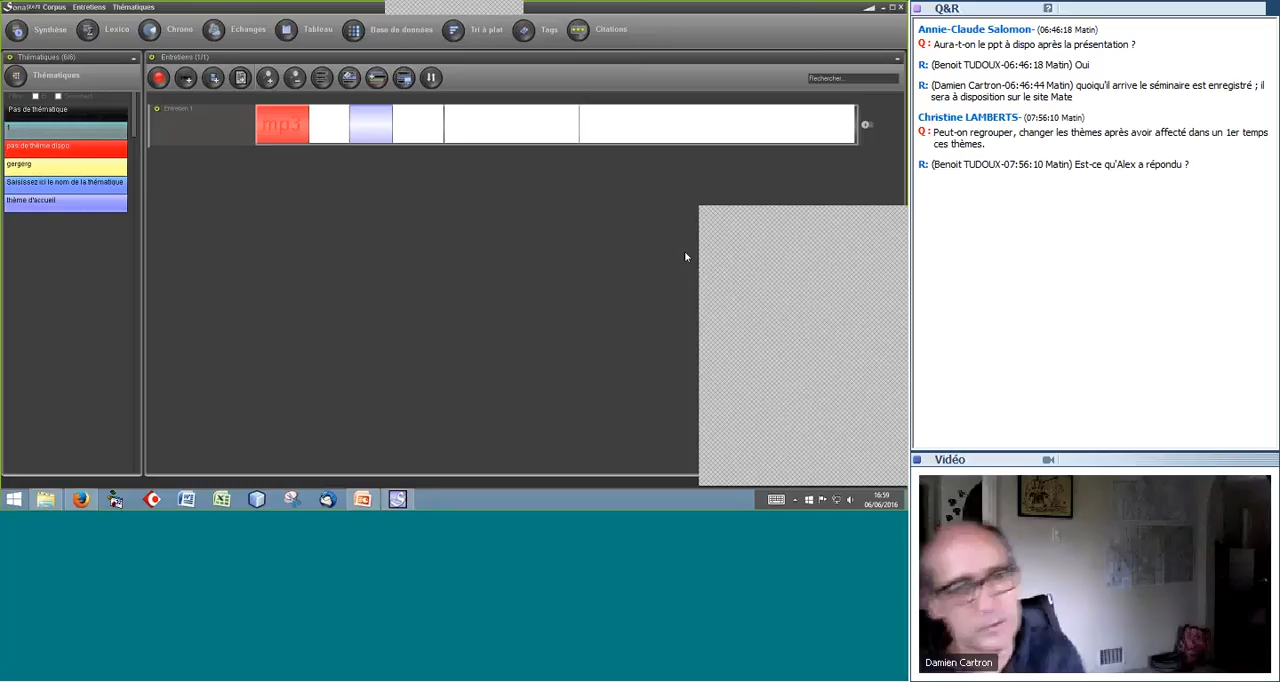 Sonal Corpus Entretiens Thématiques
Synthèse Lexico Chrono Echanges Tableau Base de données Tri à plat Tags Citations
Thématiques (6/6)
Entretiens (1/1)
Thématiques
Rechercher...
Pas de thématique
1
pas de thème dispo
gergerg
Saisissez ici le nom de la thématique
thème d'accueil
Entretien 1
mp3
16:59
06/06/2016
Q&R
Annie-Claude Salomon- (06:46:18 Matin)
Q : Aura-t-on le ppt à dispo après la présentation ?
R: (Benoit TUDOUX-06:46:18 Matin) Oui
R: (Damien Cartron-06:46:44 Matin) quoiqu'il arrive le séminaire est enregistré ; il
sera à disposition sur le site Mate
Christine LAMBERTS- (07:56:10 Matin)
Q : Peut-on regrouper, changer les thèmes après avoir affecté dans un 1er temps
ces thèmes.
R: (Benoit TUDOUX-07:56:10 Matin) Est-ce qu'Alex a répondu ?
Vidéo
Damien Cartron